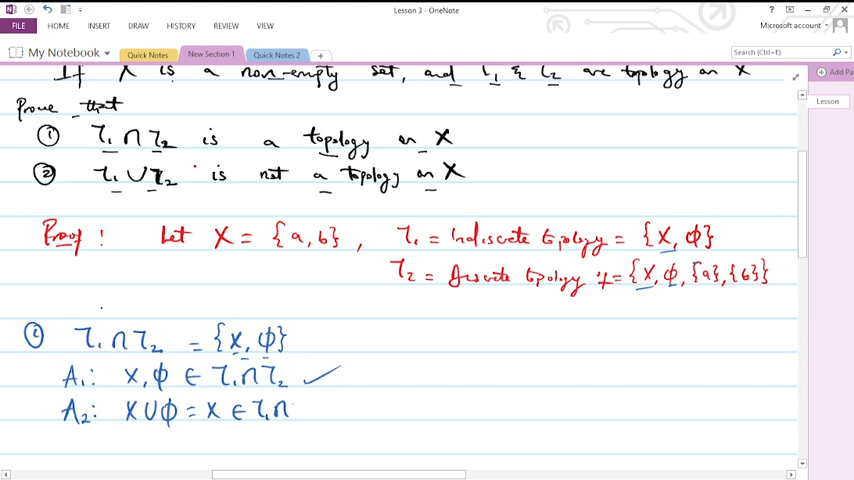 Lesson 3 - OneNote
FILE HOME INSERT DRAW HISTORY REVIEW VIEW Microsoft account
My Notebook Quick Notes New Section 1 Quick Notes 2 + Search (Ctrl+E)
Add Pa
Lesson
If X is a non-empty set, and τ₁ & τ₂ are topology on X
Prove that
① τ₁ ∩ τ₂ is a topology on X
② τ₁ ∪ τ₂ is not a topology on X
Proof : Let X = {a,b} , τ₁ = Indiscrete topology = {X, φ}
τ₂ = Discrete topology = {X, φ, {a}, {b}}
① τ₁ ∩ τ₂ = {X, φ}
A₁: X, φ ∈ τ₁ ∩ τ₂ ✓
A₂: X ∪ φ = X ∈ τ₁ ∩